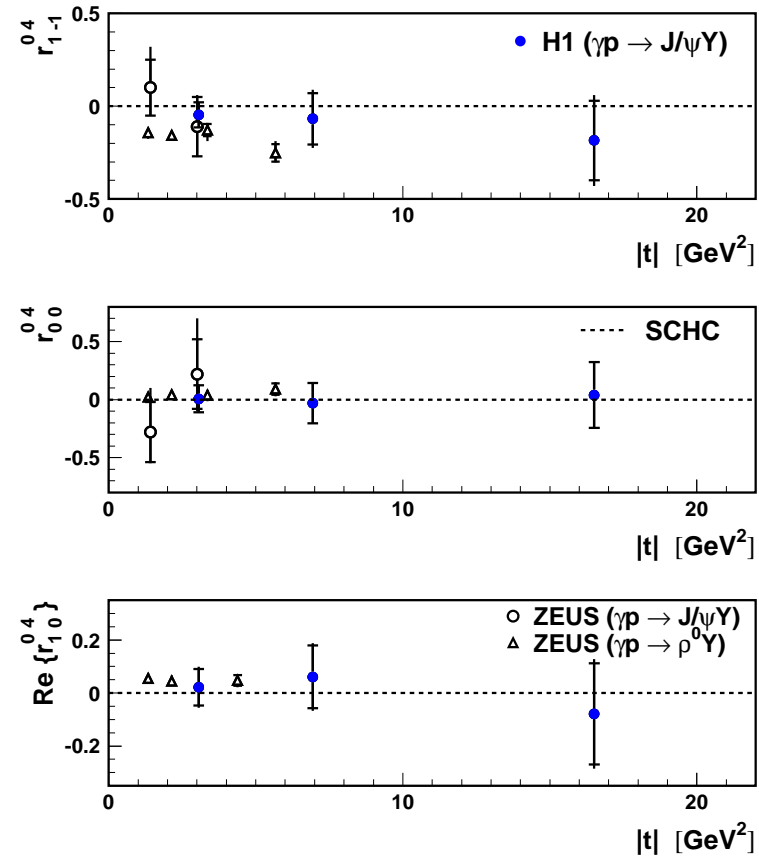 r 04 1-1
0.5
H1 (γp → J/ψY)
0
-0.5
0 10 20
|t| [GeV2]
r 04 00
0.5
SCHC
0
-0.5
0 10 20
|t| [GeV2]
Re {r 04 10}
ZEUS (γp → J/ψY)
0.2
ZEUS (γp → ρ0Y)
0
-0.2
0 10 20
|t| [GeV2]